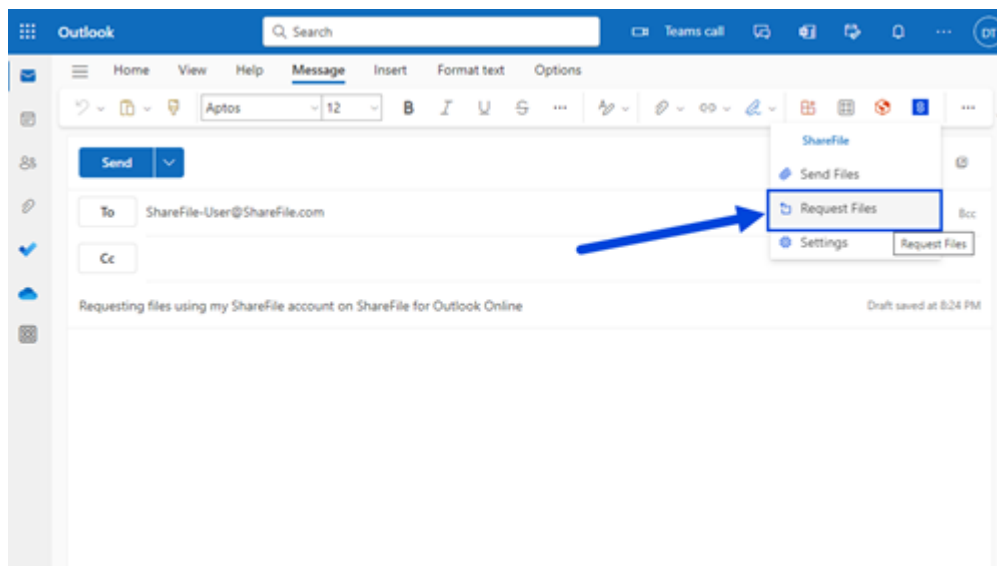 Outlook Search Teams call DT
Home View Help Message Insert Format text Options
Aptos 12 B I U S
ShareFile
Send Send Files
To ShareFile-User@ShareFile.com Request Files Bcc
Cc Settings Request Files
Requesting files using my ShareFile account on ShareFile for Outlook Online Draft saved at 8:24 PM